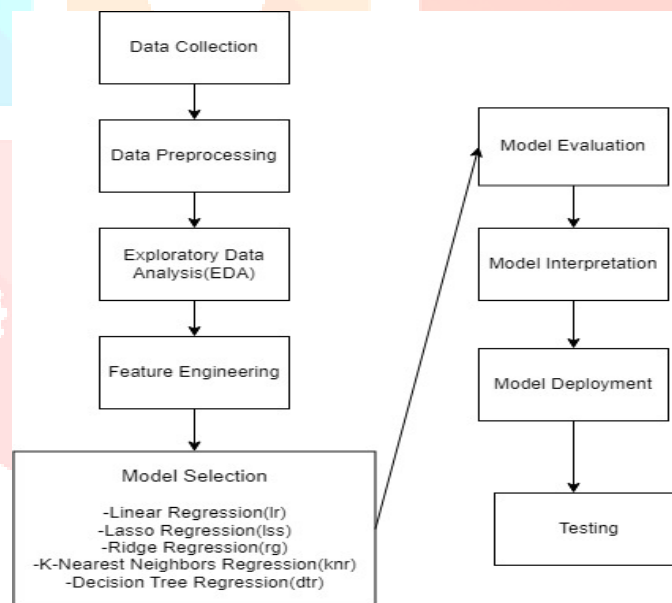 Data Collection
Data Preprocessing
Exploratory Data
Analysis(EDA)
Feature Engineering
Model Selection
-Linear Regression(lr)
-Lasso Regression(lss)
-Ridge Regression(rg)
-K-Nearest Neighbors Regression(knr)
-Decision Tree Regression(dtr)
Model Evaluation
Model Interpretation
Model Deployment
Testing